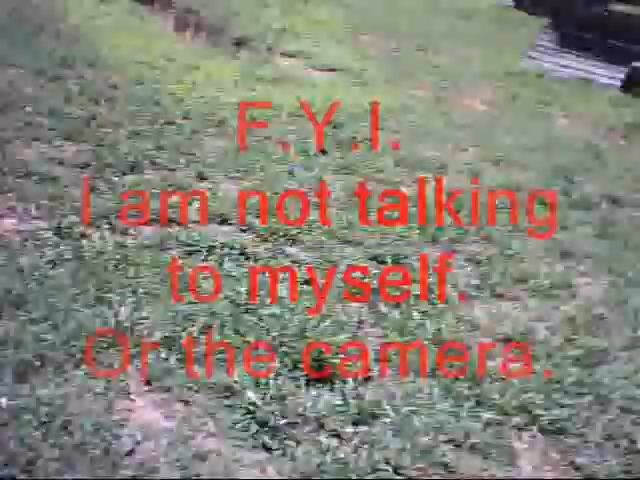 F.Y.I.
I am not talking
to myself.
Or the camera.